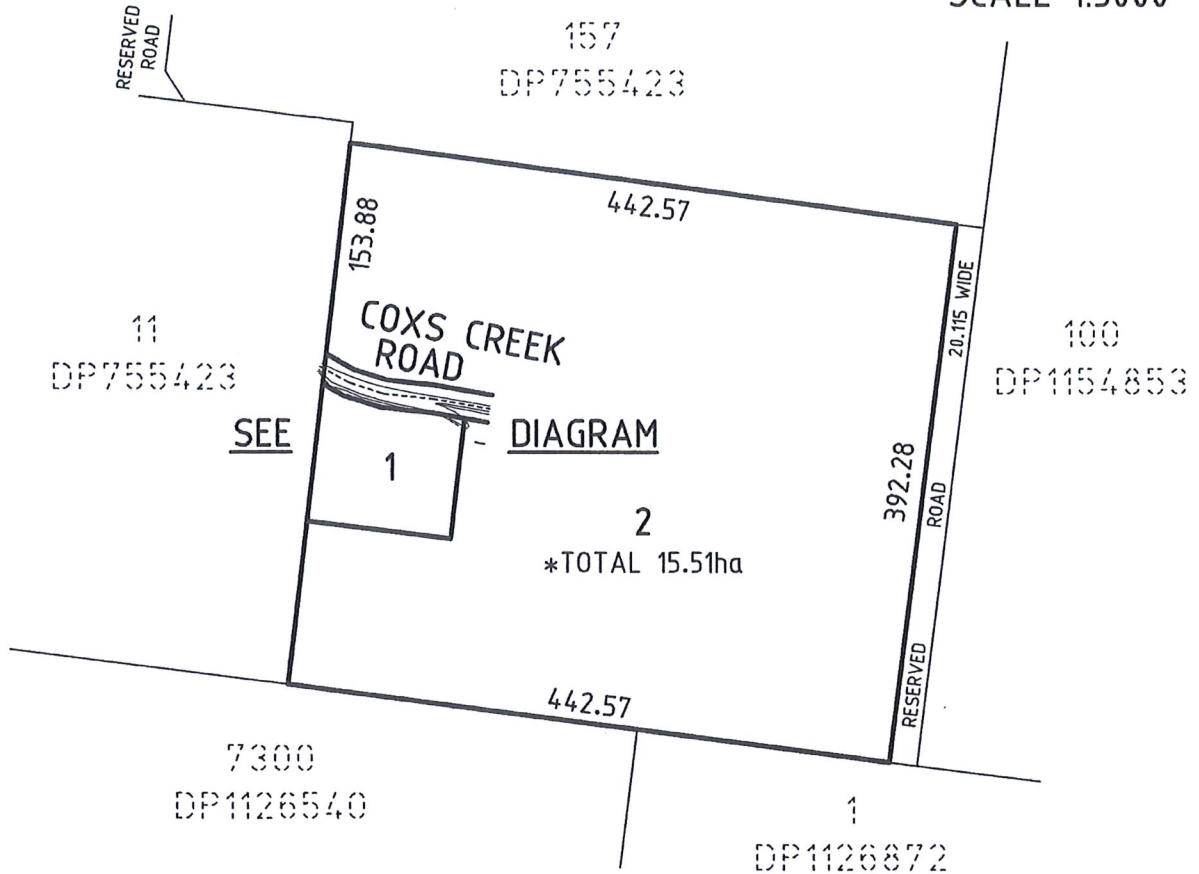 SCALE 1:5000
RESERVED
ROAD
157
DP755423
442.57
153.88
20.115 WIDE
COXS CREEK
ROAD
11
DP755423
100
DP1154853
SEE
DIAGRAM
1
392.28
ROAD
2
*TOTAL 15.51ha
RESERVED
442.57
7300
DP1126540
1
DP1126872